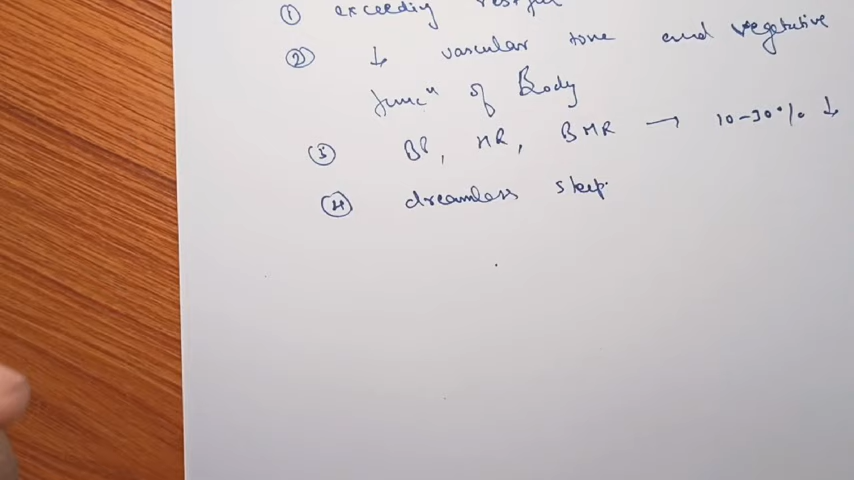 ① exceeding restful
② ↓ vascular tone and vegetative
funcⁿ of Body
③ BP, HR, BMR → 10-30% ↓
④ dreamless sleep.